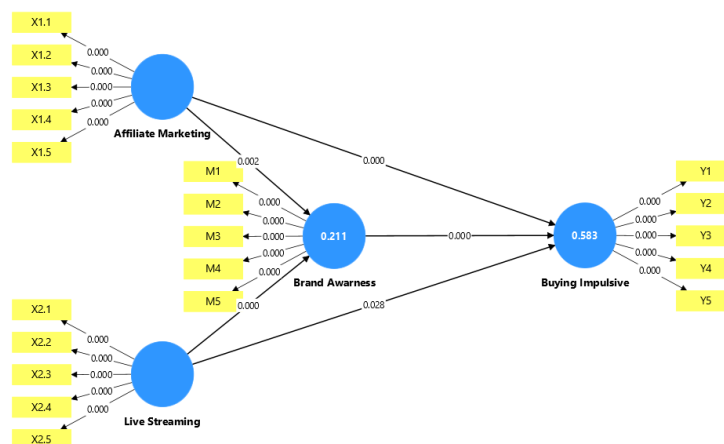 X1.1
X1.2
X1.3
X1.4
X1.5
0.000
0.000
0.000
0.000
0.000
Affiliate Marketing
0.002
0.000
M1
M2
M3
M4
M5
0.000
0.000
0.000
0.000
0.000
0.211
Brand Awarness
0.000
0.583
Buying Impulsive
0.000
0.000
0.000
0.000
0.000
Y1
Y2
Y3
Y4
Y5
0.000
0.028
X2.1
X2.2
X2.3
X2.4
X2.5
0.000
0.000
0.000
0.000
0.000
Live Streaming